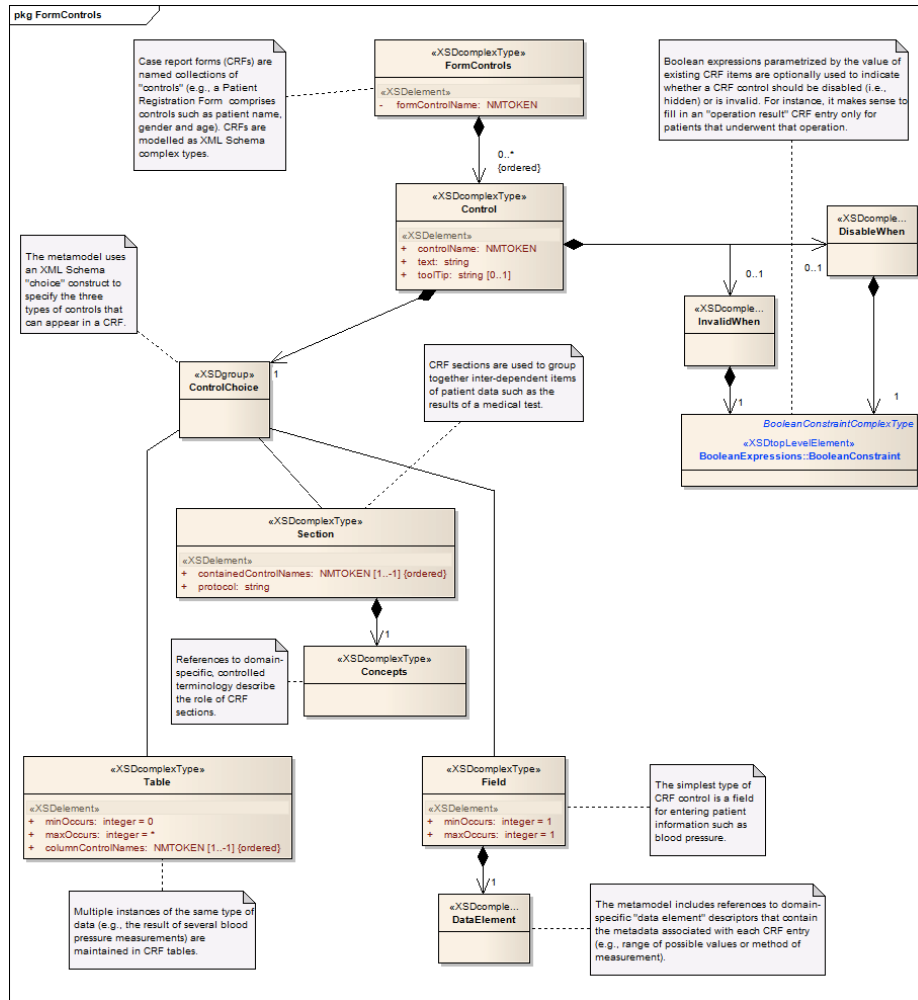 pkg FormControls
Case report forms (CRFs) are
named collections of
"controls" (e.g., a Patient
Registration Form comprises
controls such as patient name,
gender and age). CRFs are
modelled as XML Schema
complex types.
«XSDcomplexType»
FormControls
«XSDelement»
- formControlName: NMTOKEN
Boolean expressions parametrized by the value of
existing CRF items are optionally used to indicate
whether a CRF control should be disabled (i.e.,
hidden) or is invalid. For instance, it makes sense to
fill in an "operation result" CRF entry only for
patients that underwent that operation.
0..*
{ordered}
«XSDcomplexType»
Control
«XSDelement»
+ controlName: NMTOKEN
+ text: string
+ toolTip: string [0..1]
«XSDcomple...
DisableWhen
0..1
0..1
The metamodel uses
an XML Schema
"choice" construct to
specify the three
types of controls that
can appear in a CRF.
«XSDcomple...
InvalidWhen
1
«XSDgroup»
ControlChoice
CRF sections are used to group
together inter-dependent items
of patient data such as the
results of a medical test.
1
1
BooleanConstraintComplexType
«XSDtopLevelElement»
BooleanExpressions::BooleanConstraint
«XSDcomplexType»
Section
«XSDelement»
+ containedControlNames: NMTOKEN [1..-1] {ordered}
+ protocol: string
1
References to domain-
specific, controlled
terminology describe
the role of CRF
sections.
«XSDcomplexType»
Concepts
«XSDcomplexType»
Table
«XSDelement»
+ minOccurs: integer = 0
+ maxOccurs: integer = *
+ columnControlNames: NMTOKEN [1..-1] {ordered}
«XSDcomplexType»
Field
«XSDelement»
+ minOccurs: integer = 1
+ maxOccurs: integer = 1
The simplest type of
CRF control is a field
for entering patient
information such as
blood pressure.
1
Multiple instances of the same type of
data (e.g., the result of several blood
pressure measurements) are
maintained in CRF tables.
«XSDcomple...
DataElement
The metamodel includes references to domain-
specific "data element" descriptors that contain
the metadata associated with each CRF entry
(e.g., range of possible values or method of
measurement).